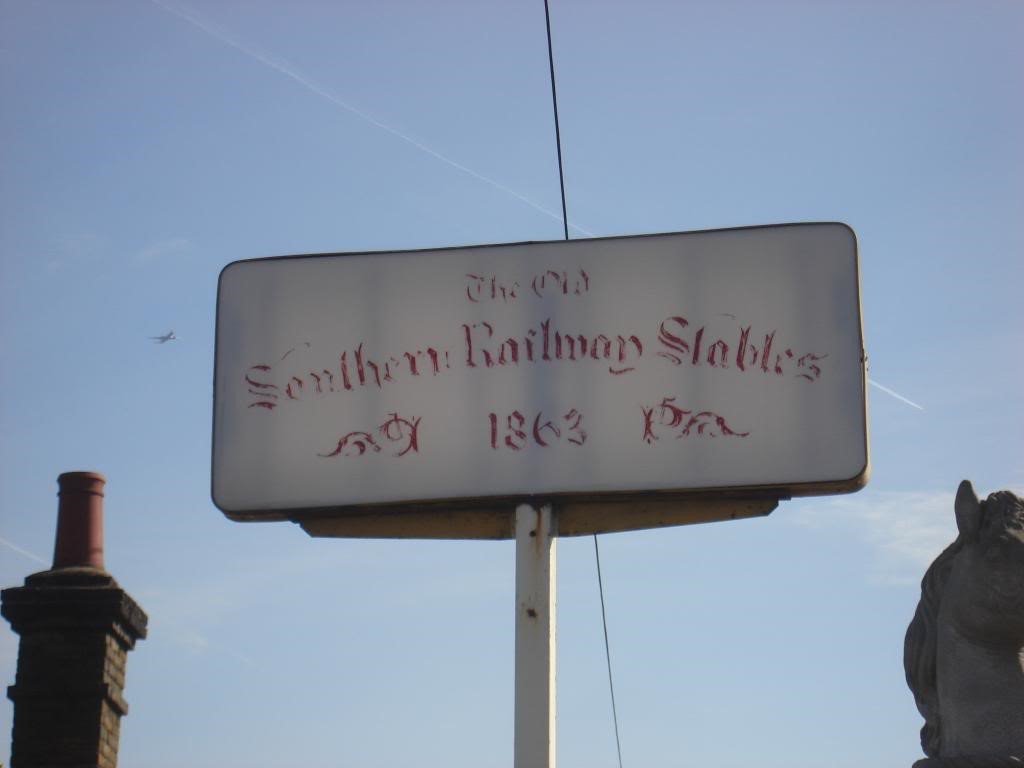 The Old
Southern Railway Stables
1863